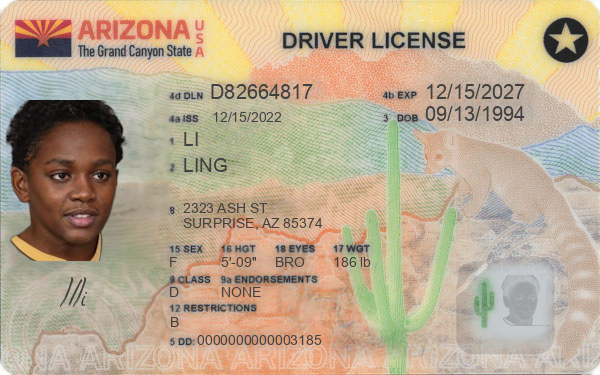 ARIZONA USA
The Grand Canyon State
DRIVER LICENSE
4d DLN D82664817
4b EXP 12/15/2027
4a ISS 12/15/2022
3 DOB 09/13/1994
1 LI
2 LING
8 2323 ASH ST
SURPRISE, AZ 85374
15 SEX 16 HGT 18 EYES 17 WGT
F 5'-09" BRO 186 lb
9 CLASS 9a ENDORSEMENTS
D NONE
12 RESTRICTIONS
B
5 DD: 0000000000003185
ARIZONA ARIZONA ARIZONA ARIZONA